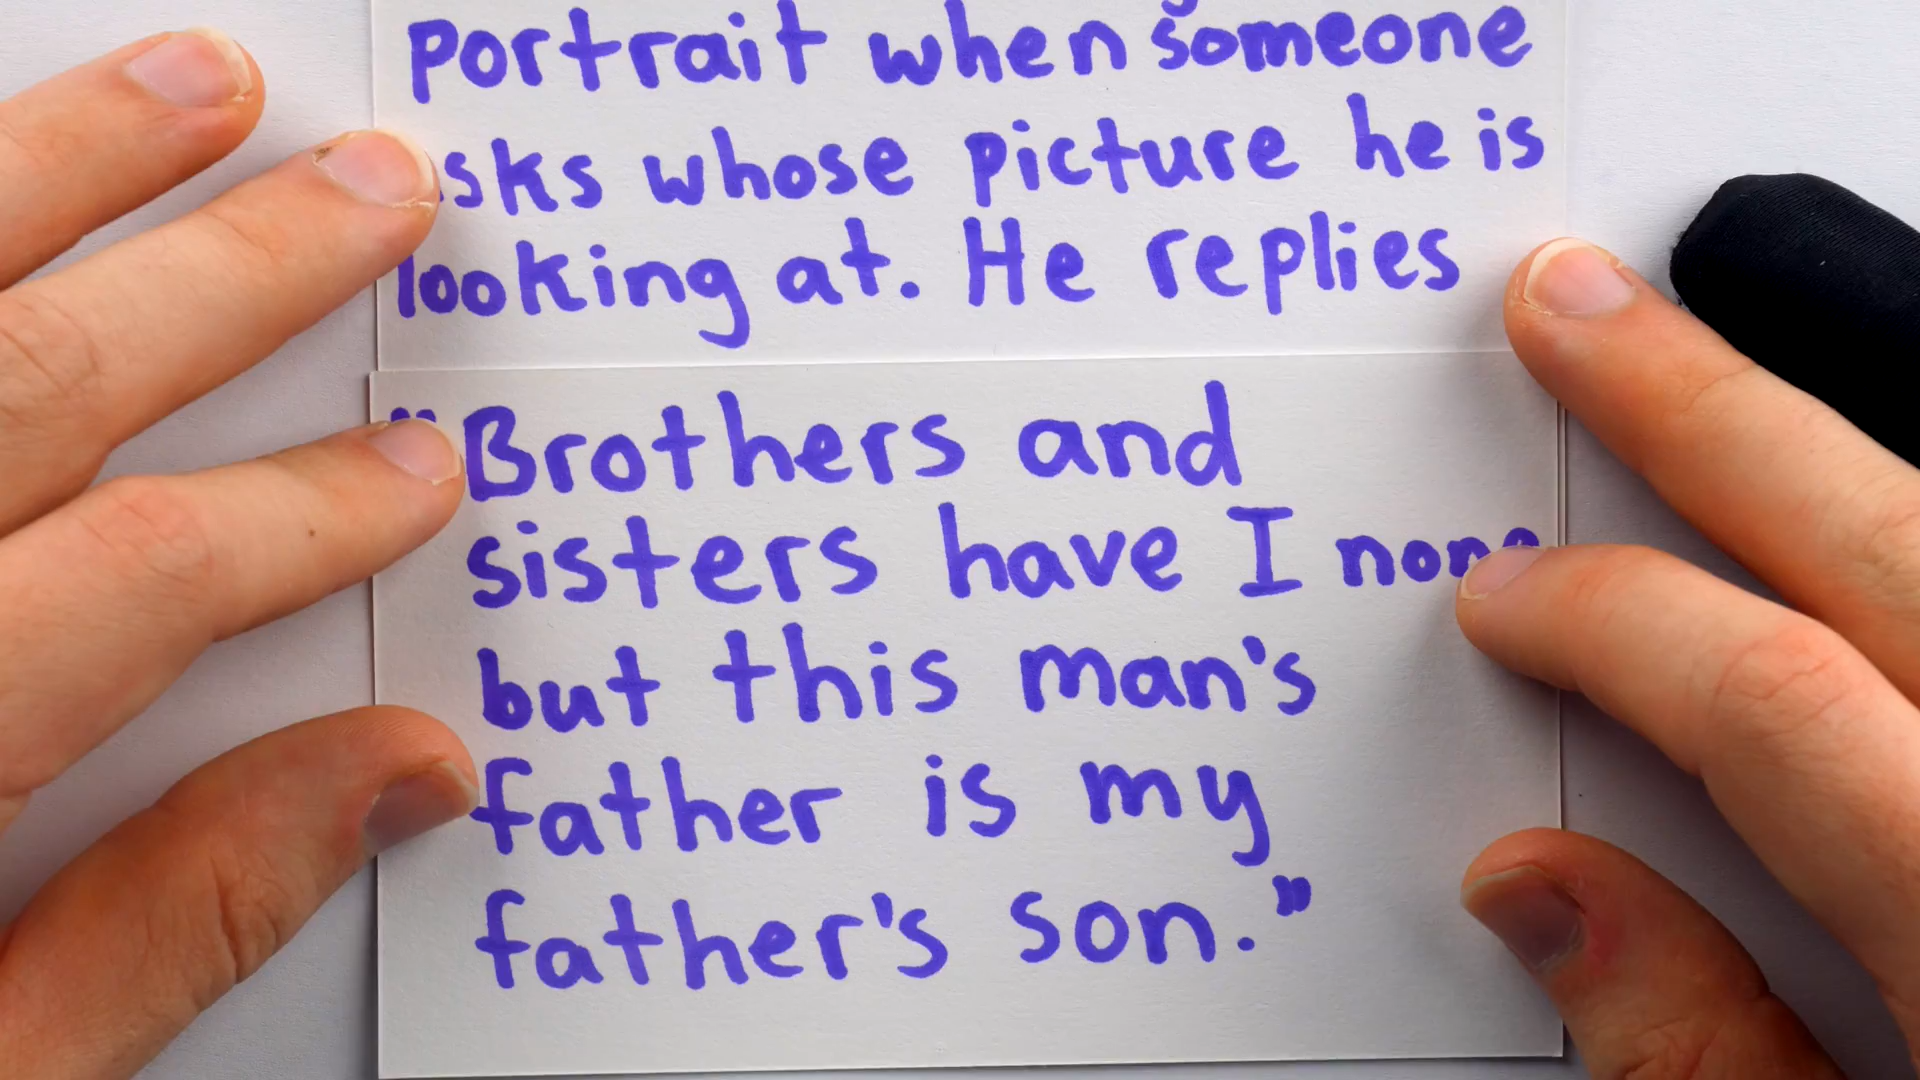 portrait when someone
asks whose picture he is
looking at. He replies
"Brothers and
sisters have I none
but this man's
father is my
father's son."